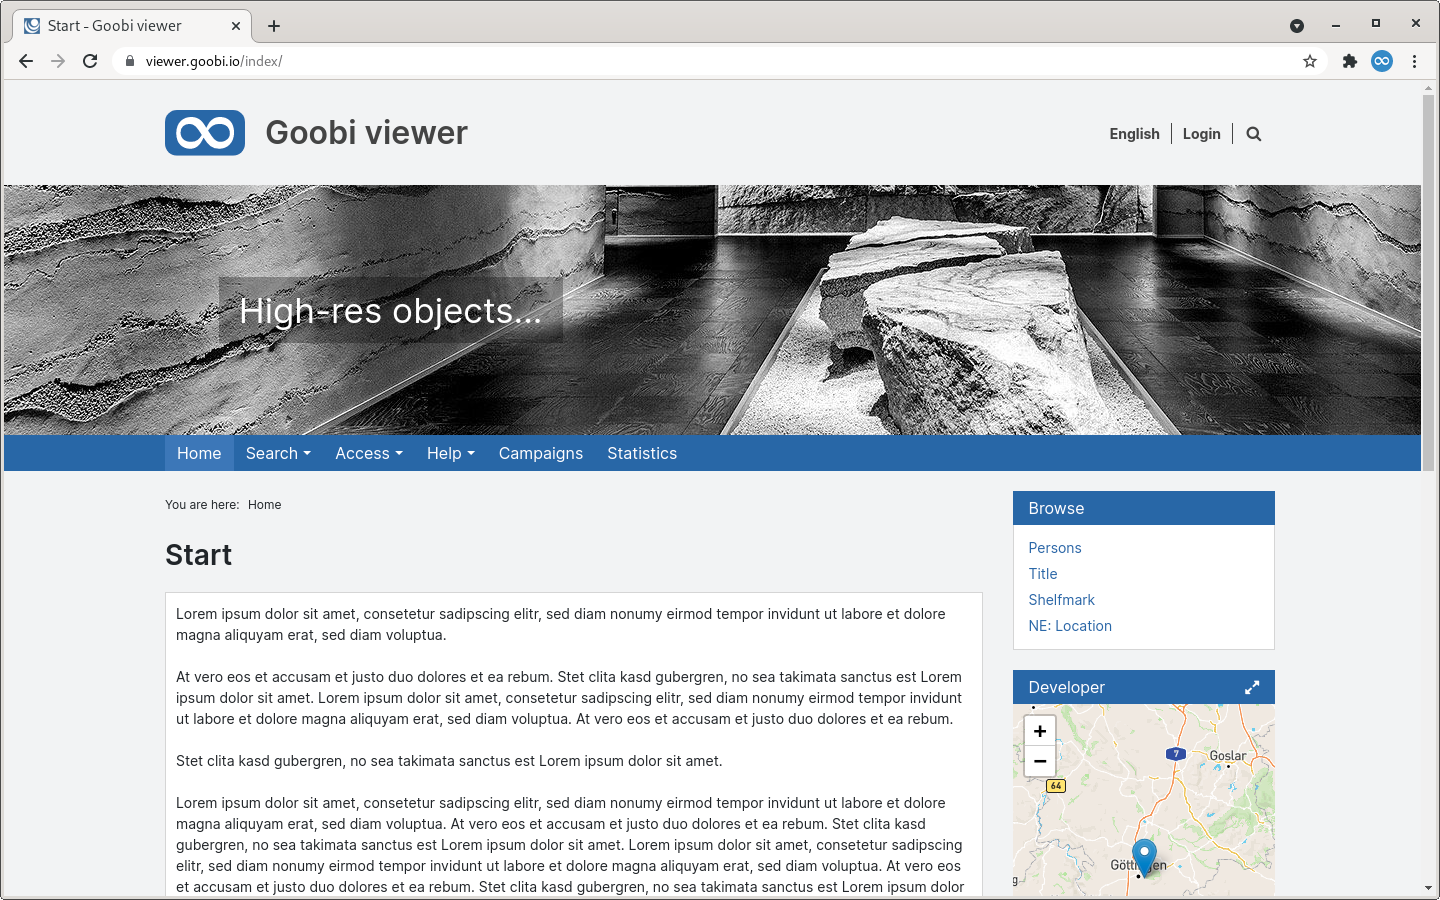 Start - Goobi viewer
viewer.goobi.io/index/
Goobi viewer
English
Login
High-res objects...
Home Search Access Help Campaigns Statistics
You are here: Home
Start
Lorem ipsum dolor sit amet, consetetur sadipscing elitr, sed diam nonumy eirmod tempor invidunt ut labore et dolore
magna aliquyam erat, sed diam voluptua.
At vero eos et accusam et justo duo dolores et ea rebum. Stet clita kasd gubergren, no sea takimata sanctus est Lorem
ipsum dolor sit amet. Lorem ipsum dolor sit amet, consetetur sadipscing elitr, sed diam nonumy eirmod tempor invidunt
ut labore et dolore magna aliquyam erat, sed diam voluptua. At vero eos et accusam et justo duo dolores et ea rebum.
Stet clita kasd gubergren, no sea takimata sanctus est Lorem ipsum dolor sit amet.
Lorem ipsum dolor sit amet, consetetur sadipscing elitr, sed diam nonumy eirmod tempor invidunt ut labore et dolore
magna aliquyam erat, sed diam voluptua. At vero eos et accusam et justo duo dolores et ea rebum. Stet clita kasd
gubergren, no sea takimata sanctus est Lorem ipsum dolor sit amet. Lorem ipsum dolor sit amet, consetetur sadipscing
elitr, sed diam nonumy eirmod tempor invidunt ut labore et dolore magna aliquyam erat, sed diam voluptua. At vero eos
et accusam et justo duo dolores et ea rebum. Stet clita kasd gubergren, no sea takimata sanctus est Lorem ipsum dolor
Browse
Persons
Title
Shelfmark
NE: Location
Developer
+
−
7
Goslar
64